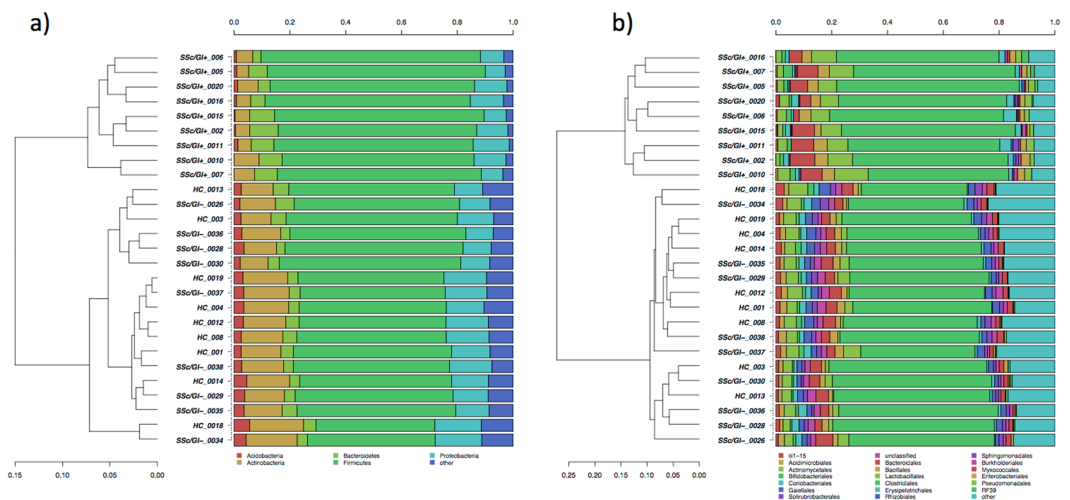 a)
0.0 0.2 0.4 0.6 0.8 1.0
SSc/GI+_006
SSc/GI+_005
SSc/GI+_0020
SSc/GI+_0016
SSc/GI+_0015
SSc/GI+_002
SSc/GI+_0011
SSc/GI+_0010
SSc/GI+_007
HC_0013
SSc/GI-_0026
HC_003
SSc/GI-_0036
SSc/GI-_0028
SSc/GI-_0030
HC_0019
SSc/GI-_0037
HC_004
HC_0012
HC_008
HC_001
SSc/GI-_0038
HC_0014
SSc/GI-_0029
SSc/GI-_0035
HC_0018
SSc/GI-_0034
0.15 0.10 0.05 0.00
Acidobacteria Bacteroidetes Proteobacteria
Actinobacteria Firmicutes other
b)
0.0 0.2 0.4 0.6 0.8 1.0
SSc/GI+_0016
SSc/GI+_007
SSc/GI+_005
SSc/GI+_0020
SSc/GI+_006
SSc/GI+_0015
SSc/GI+_0011
SSc/GI+_002
SSc/GI+_0010
HC_0018
SSc/GI-_0034
HC_0019
HC_004
HC_0014
SSc/GI-_0035
SSc/GI-_0029
HC_0012
HC_001
HC_008
SSc/GI-_0038
SSc/GI-_0037
HC_003
SSc/GI-_0030
HC_0013
SSc/GI-_0036
SSc/GI-_0028
SSc/GI-_0026
0.25 0.20 0.15 0.10 0.05 0.00
iii1-15 unclassified Sphingomonadales
Acidimicrobiales Bacteroidales Burkholderiales
Actinomycetales Bacillales Myxococcales
Bifidobacteriales Lactobacillales Enterobacteriales
Coriobacteriales Clostridiales Pseudomonadales
Gaiellales Erysipelotrichales RF39
Solirubrobacterales Rhizobiales other